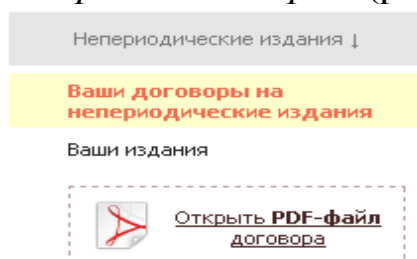 Непериодические издания ↓
Ваши договоры на
непериодические издания
Ваши издания
Открыть PDF-файл
договора